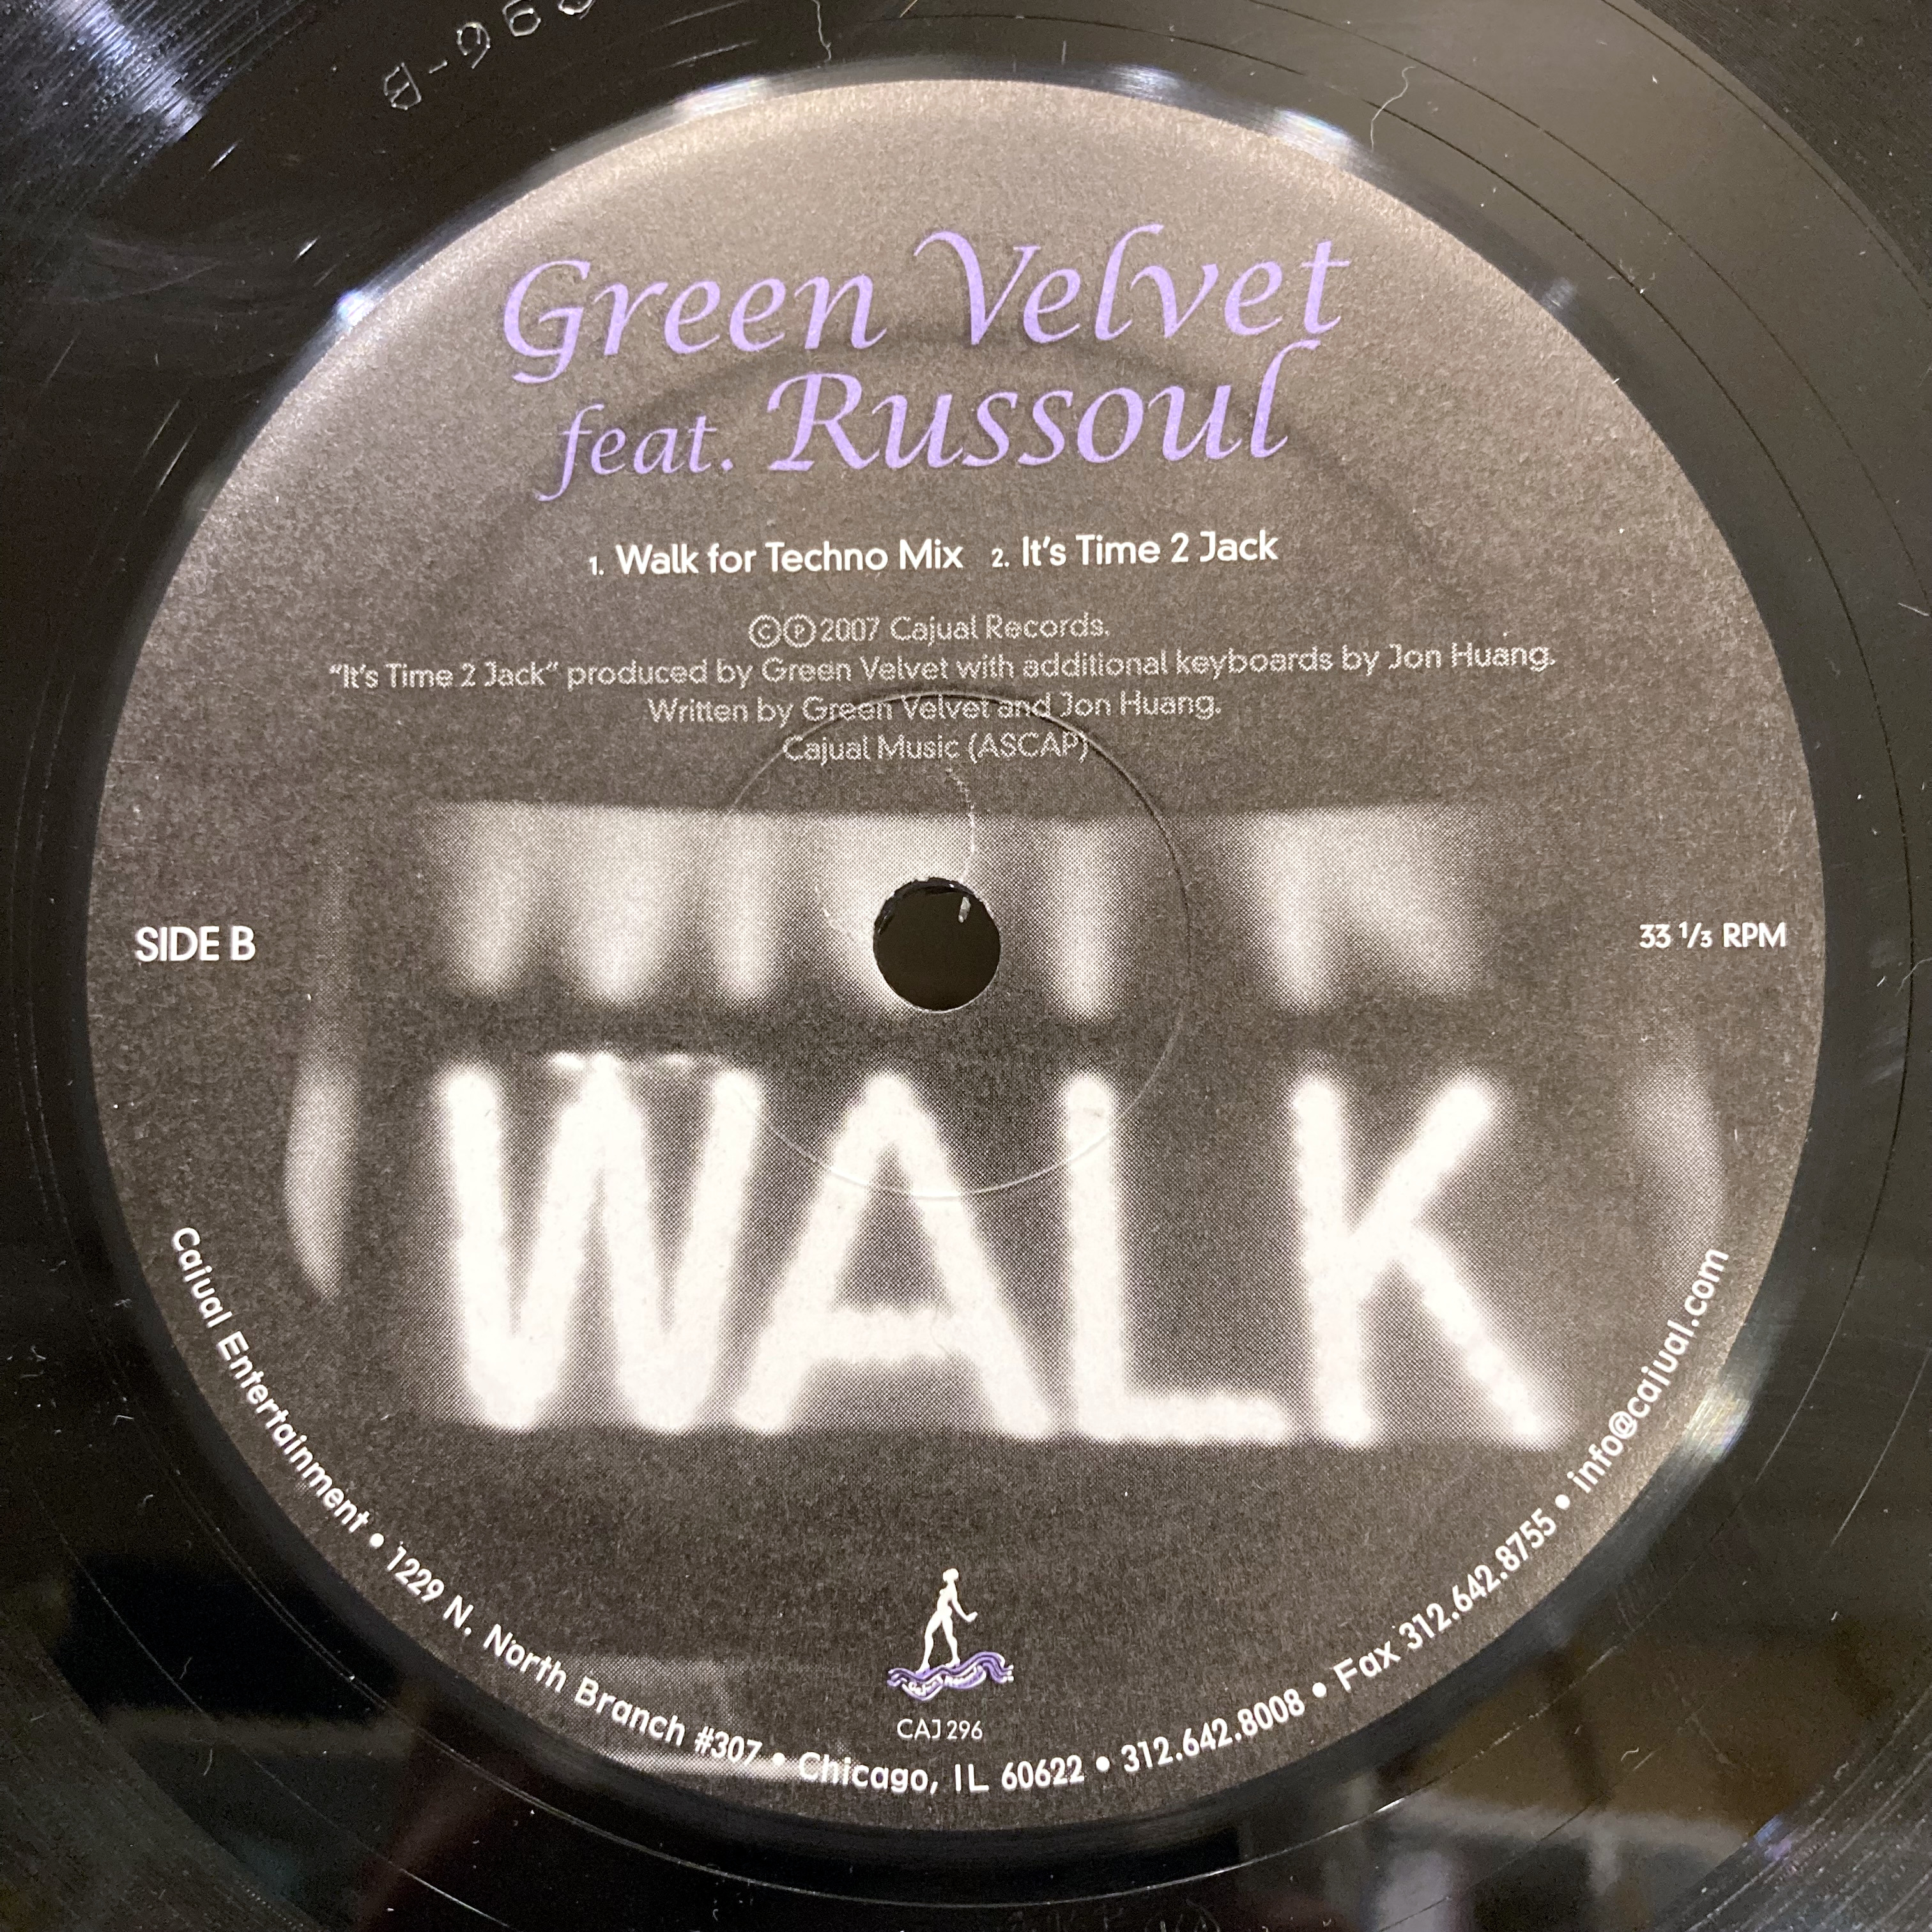 Green Velvet
feat. Russoul
1. Walk for Techno Mix 2. It's Time 2 Jack
©℗2007 Cajual Records.
"It's Time 2 Jack" produced by Green Velvet with additional keyboards by Jon Huang.
Written by Green Velvet and Jon Huang.
Cajual Music (ASCAP)
SIDE B
33 1/3 RPM
WALK
CAJ 296
Cajual Entertainment • 1229 N. North Branch #307 • Chicago, IL 60622 • 312.642.8008 • Fax 312.642.8755 • info@cajual.com